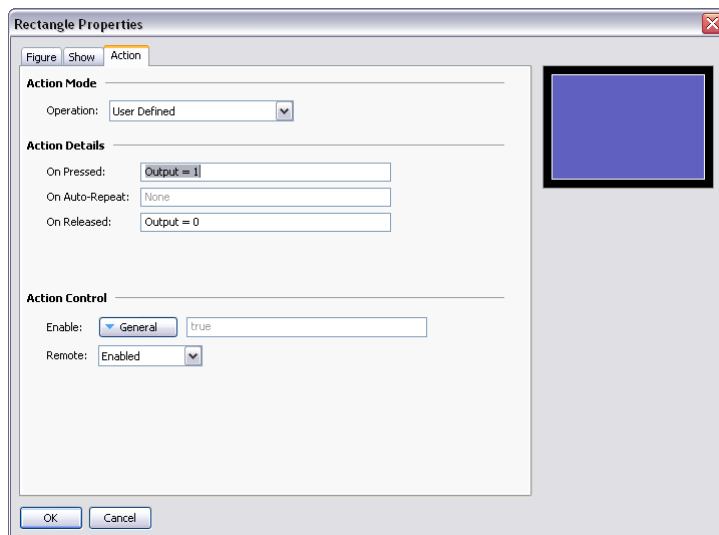 Rectangle Properties
Figure Show Action
Action Mode
Operation: User Defined
Action Details
On Pressed: Output = 1
On Auto-Repeat: None
On Released: Output = 0
Action Control
Enable: General true
Remote: Enabled
OK Cancel